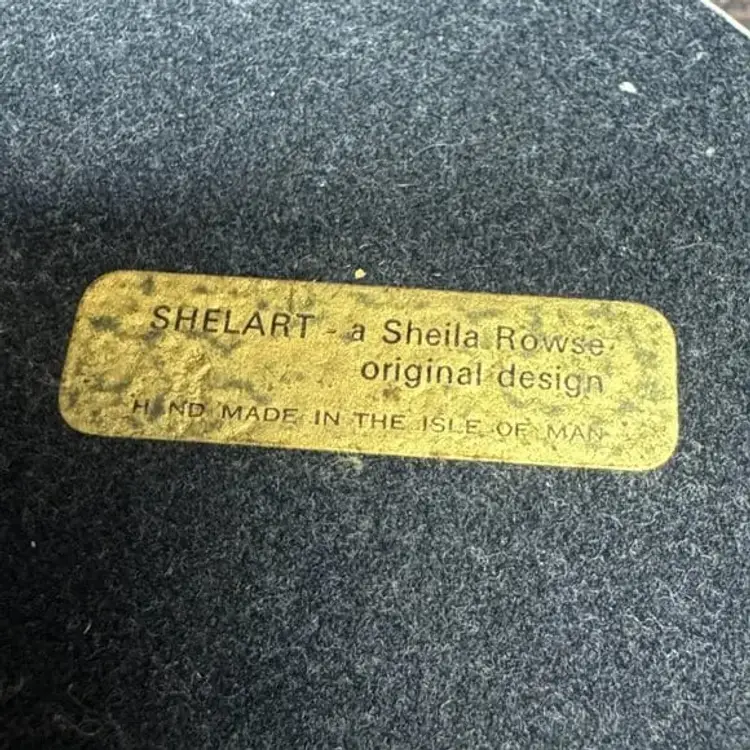 SHELART - a Sheila Rowse
original design
HAND MADE IN THE ISLE OF MAN